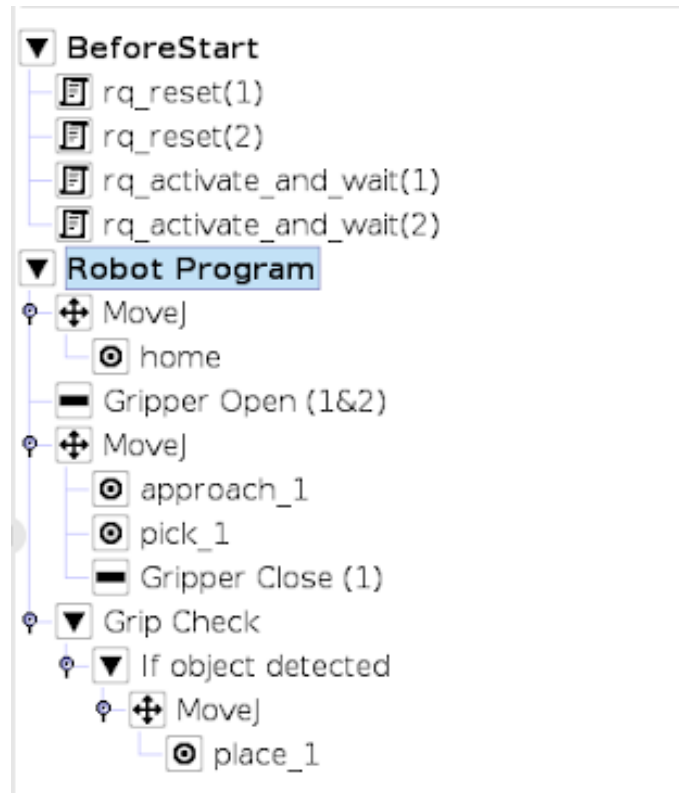 BeforeStart
rq_reset(1)
rq_reset(2)
rq_activate_and_wait(1)
rq_activate_and_wait(2)
Robot Program
MoveJ
home
Gripper Open (1&2)
MoveJ
approach_1
pick_1
Gripper Close (1)
Grip Check
If object detected
MoveJ
place_1